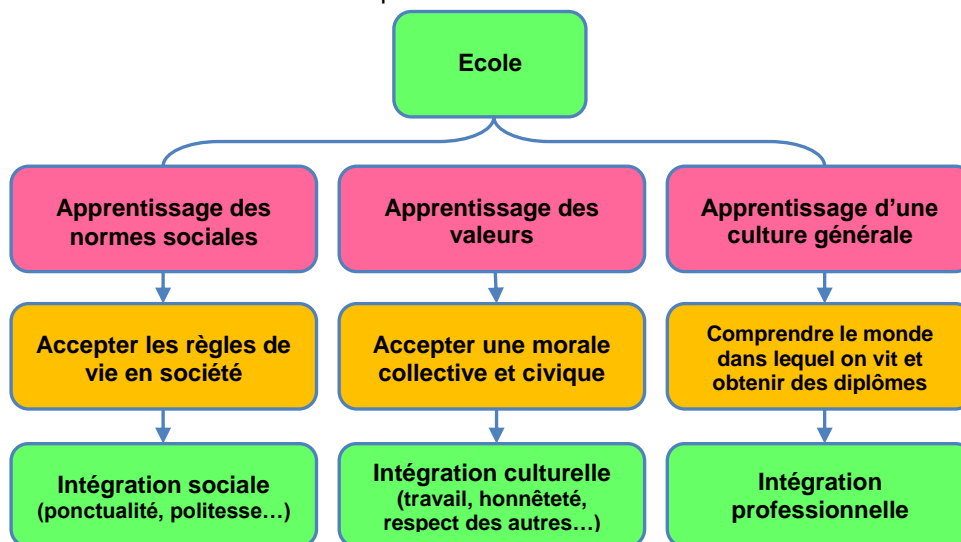 Ecole
Apprentissage des
normes sociales
Apprentissage des
valeurs
Apprentissage d’une
culture générale
Accepter les règles de
vie en société
Accepter une morale
collective et civique
Comprendre le monde
dans lequel on vit et
obtenir des diplômes
Intégration sociale
(ponctualité, politesse…)
Intégration culturelle
(travail, honnêteté,
respect des autres…)
Intégration
professionnelle